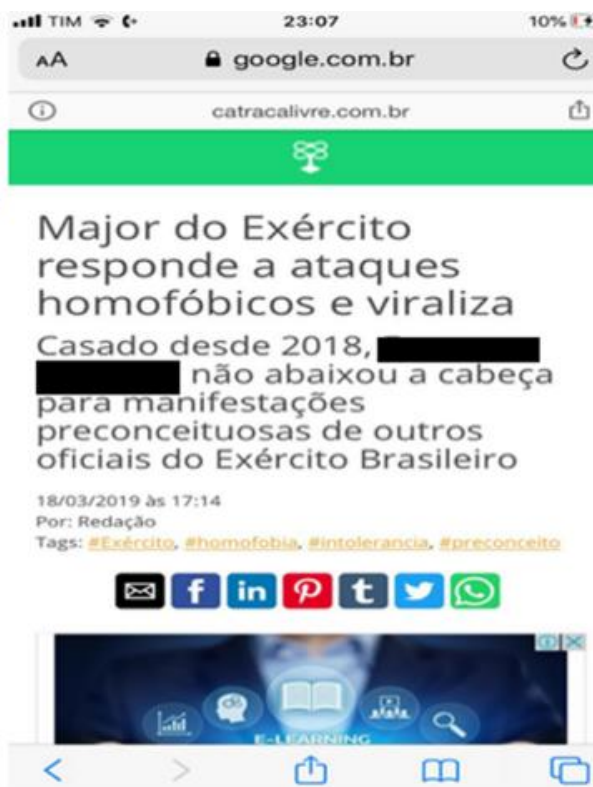 TIM 23:07 10%
AA google.com.br
catracalivre.com.br
Major do Exército
responde a ataques
homofóbicos e viraliza
Casado desde 2018,
não abaixou a cabeça
para manifestações
preconceituosas de outros
oficiais do Exército Brasileiro
18/03/2019 às 17:14
Por: Redação
Tags: #Exército, #homofobia, #intolerancia, #preconceito
E-LEARNING